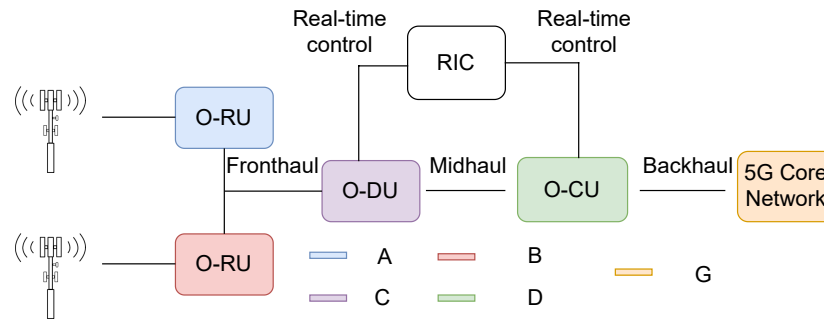 Real-time
control
Real-time
control
RIC
O-RU
Fronthaul
O-DU
Midhaul
O-CU
Backhaul
5G Core
Network
O-RU
A
B
G
C
D